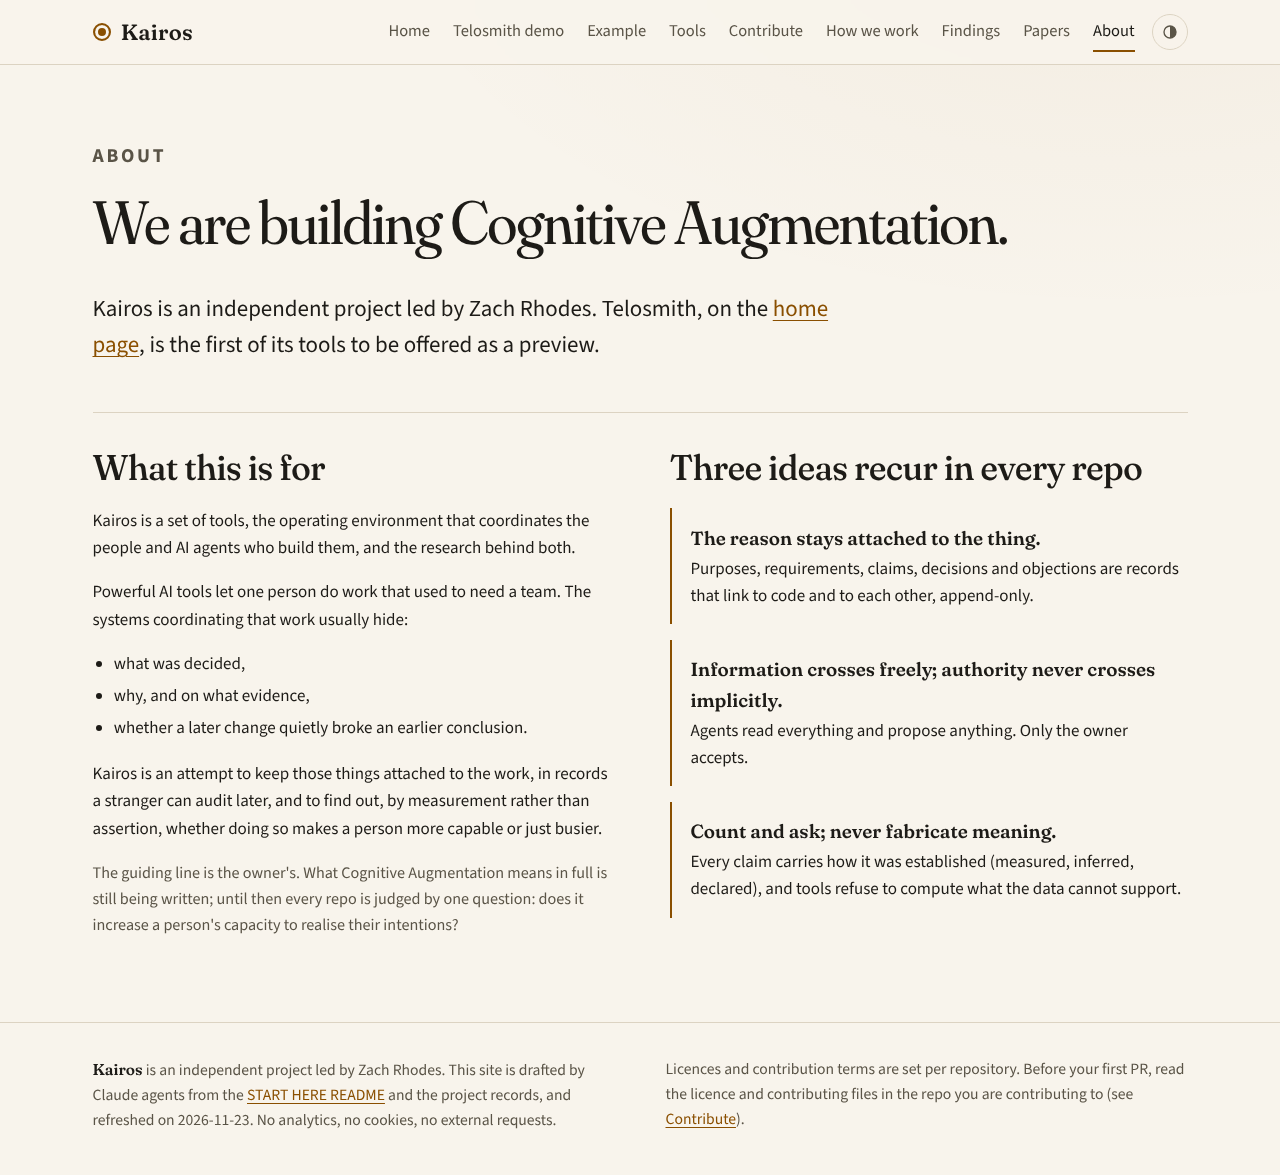 Kairos
Home Telosmith demo Example Tools Contribute How we work Findings Papers About
ABOUT
We are building Cognitive Augmentation.
Kairos is an independent project led by Zach Rhodes. Telosmith, on the home
page, is the first of its tools to be offered as a preview.
What this is for
Kairos is a set of tools, the operating environment that coordinates the
people and AI agents who build them, and the research behind both.
Powerful AI tools let one person do work that used to need a team. The
systems coordinating that work usually hide:
what was decided,
why, and on what evidence,
whether a later change quietly broke an earlier conclusion.
Kairos is an attempt to keep those things attached to the work, in records
a stranger can audit later, and to find out, by measurement rather than
assertion, whether doing so makes a person more capable or just busier.
The guiding line is the owner's. What Cognitive Augmentation means in full is
still being written; until then every repo is judged by one question: does it
increase a person's capacity to realise their intentions?
Three ideas recur in every repo
The reason stays attached to the thing.
Purposes, requirements, claims, decisions and objections are records
that link to code and to each other, append-only.
Information crosses freely; authority never crosses
implicitly.
Agents read everything and propose anything. Only the owner
accepts.
Count and ask; never fabricate meaning.
Every claim carries how it was established (measured, inferred,
declared), and tools refuse to compute what the data cannot support.
Kairos is an independent project led by Zach Rhodes. This site is drafted by
Claude agents from the START HERE README and the project records, and
refreshed on 2026-11-23. No analytics, no cookies, no external requests.
Licences and contribution terms are set per repository. Before your first PR, read
the licence and contributing files in the repo you are contributing to (see
Contribute).